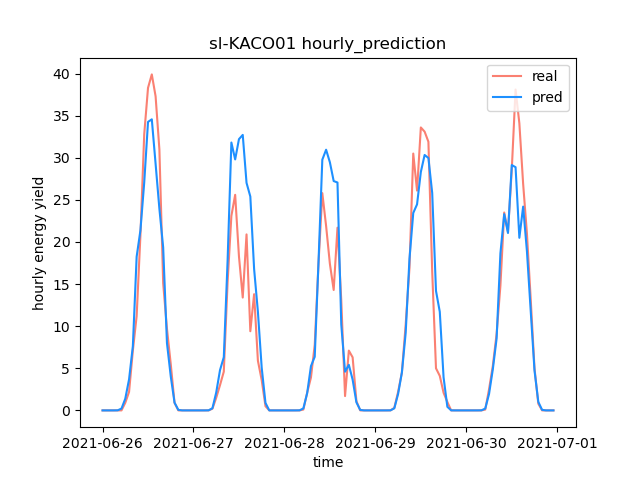 sl-KACO01 hourly_prediction
real
pred
hourly energy yield
40
35
30
25
20
15
10
5
0
2021-06-26 2021-06-27 2021-06-28 2021-06-29 2021-06-30 2021-07-01
time